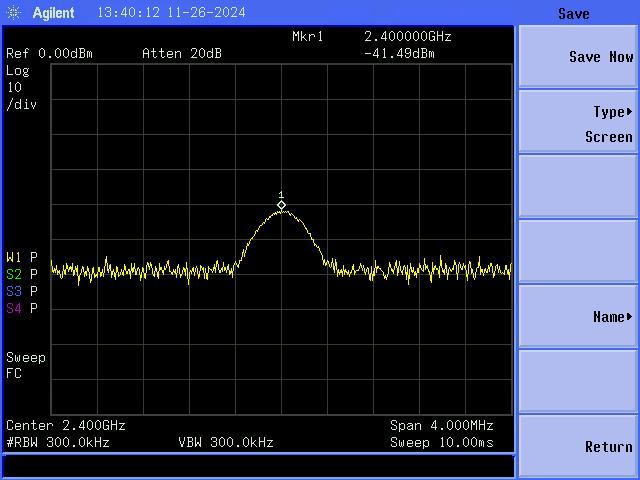 Agilent 13:40:12 11-26-2024 Save
Mkr1 2.400000GHz
Ref 0.00dBm Atten 20dB -41.49dBm
Save Now
Log
10
/div
Type
Screen
1
W1 P
S2 P
S3 P
S4 P
Name
Sweep
FC
Center 2.400GHz Span 4.000MHz
#RBW 300.0kHz VBW 300.0kHz Sweep 10.00ms
Return